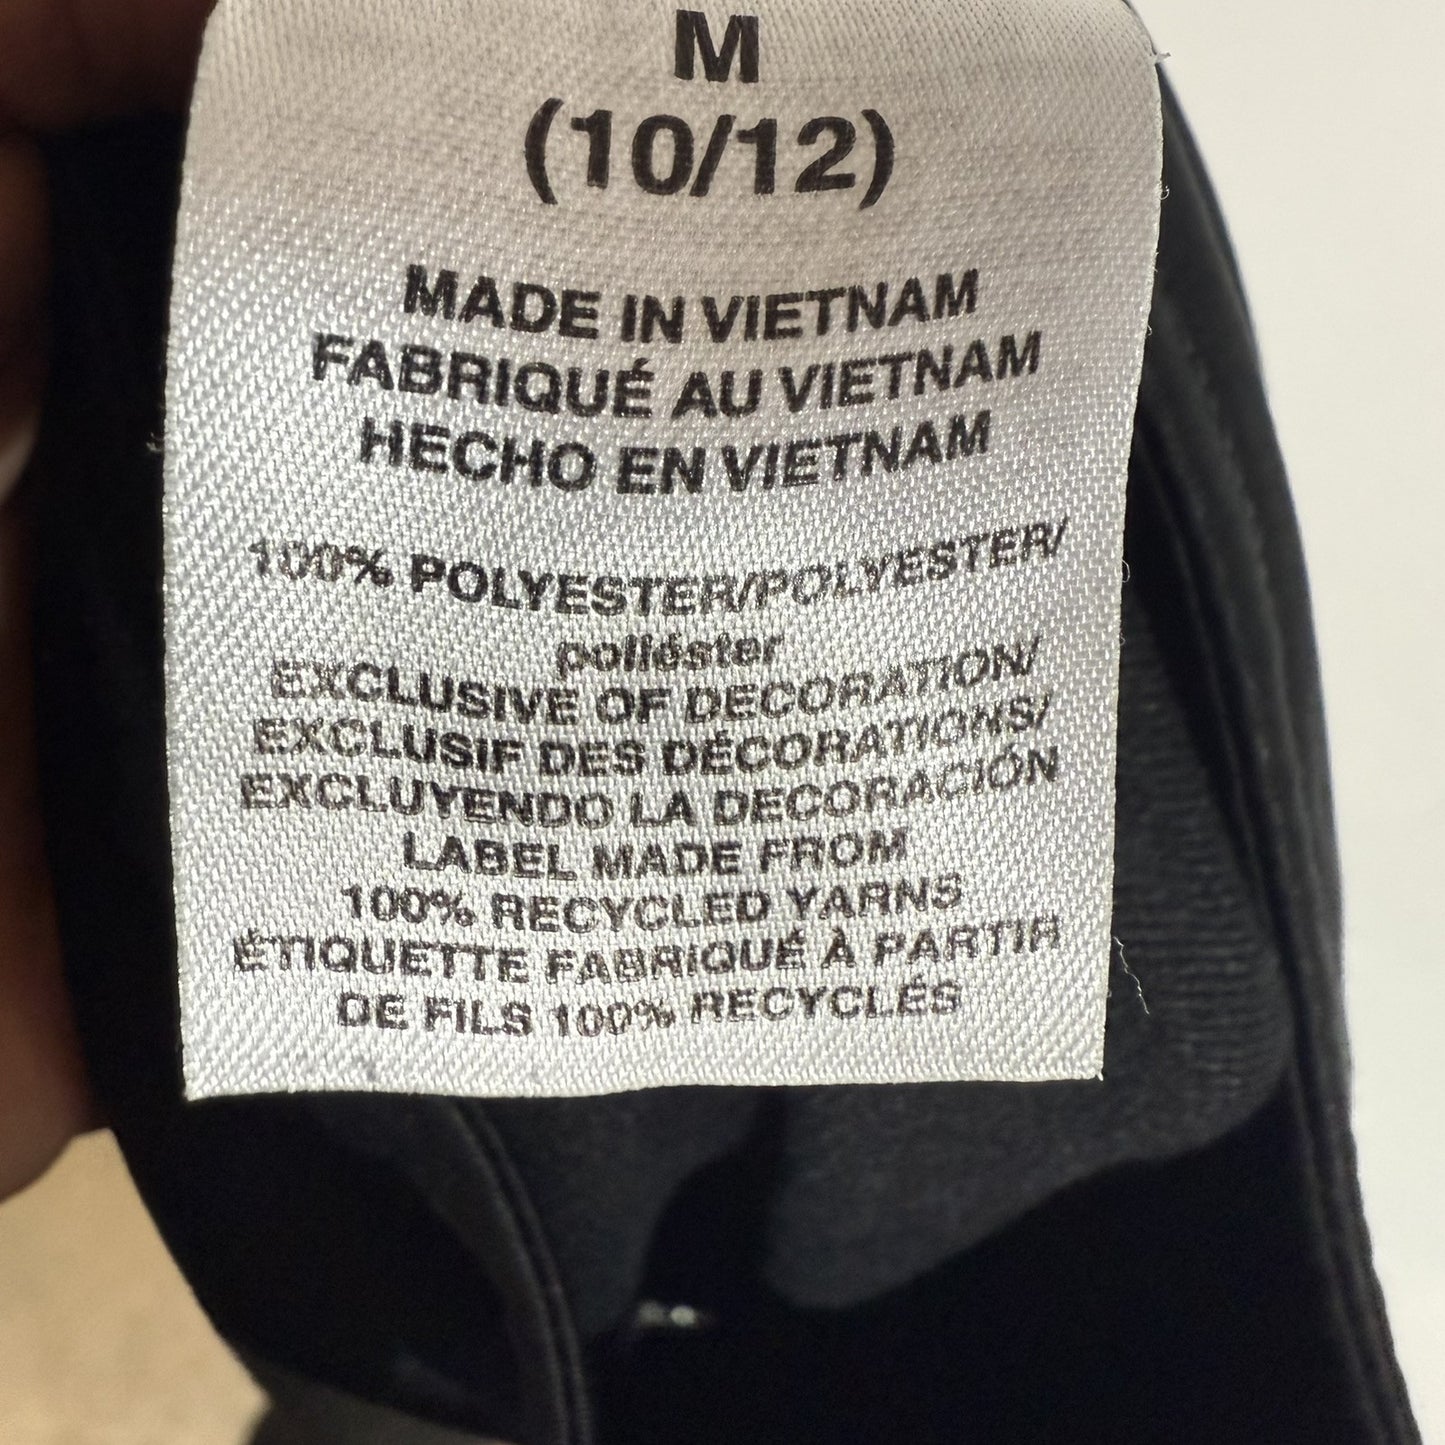 M
(10/12)
MADE IN VIETNAM
FABRIQUÉ AU VIETNAM
HECHO EN VIETNAM
100% POLYESTER/POLYESTER/
poliéster
EXCLUSIVE OF DECORATION/
EXCLUSIF DES DÉCORATIONS/
EXCLUYENDO LA DECORACIÓN
LABEL MADE FROM
100% RECYCLED YARNS
ÉTIQUETTE FABRIQUÉ À PARTIR
DE FILS 100% RECYCLÉS